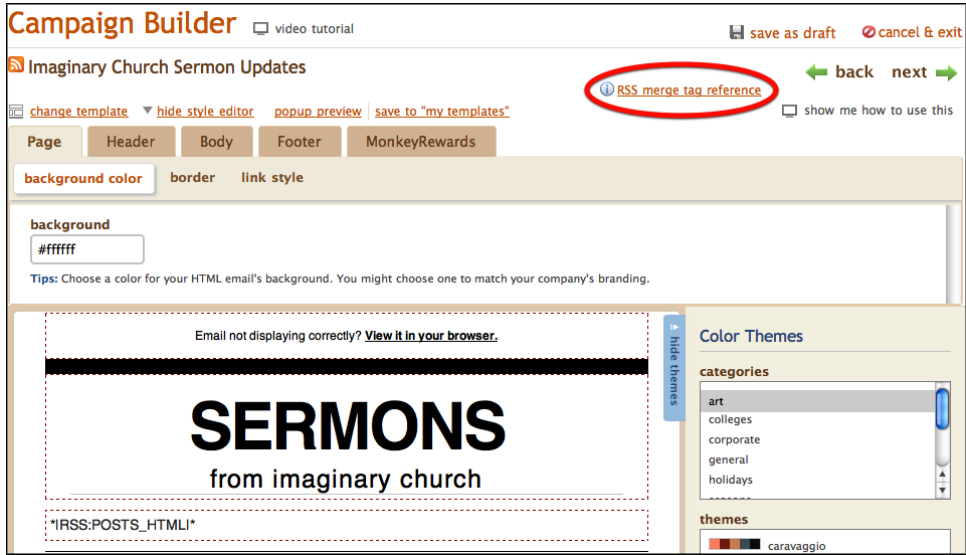 Campaign Builder video tutorial
save as draft cancel & exit
Imaginary Church Sermon Updates
RSS merge tag reference
back next
change template hide style editor popup preview save to "my templates"
show me how to use this
Page Header Body Footer MonkeyRewards
background color border link style
background
#ffffff
Tips: Choose a color for your HTML email's background. You might choose one to match your company's branding.
Email not displaying correctly? View it in your browser.
hide themes
SERMONS
from imaginary church
*|RSS:POSTS_HTML|*
Color Themes
categories
art
colleges
corporate
general
holidays
themes
caravaggio